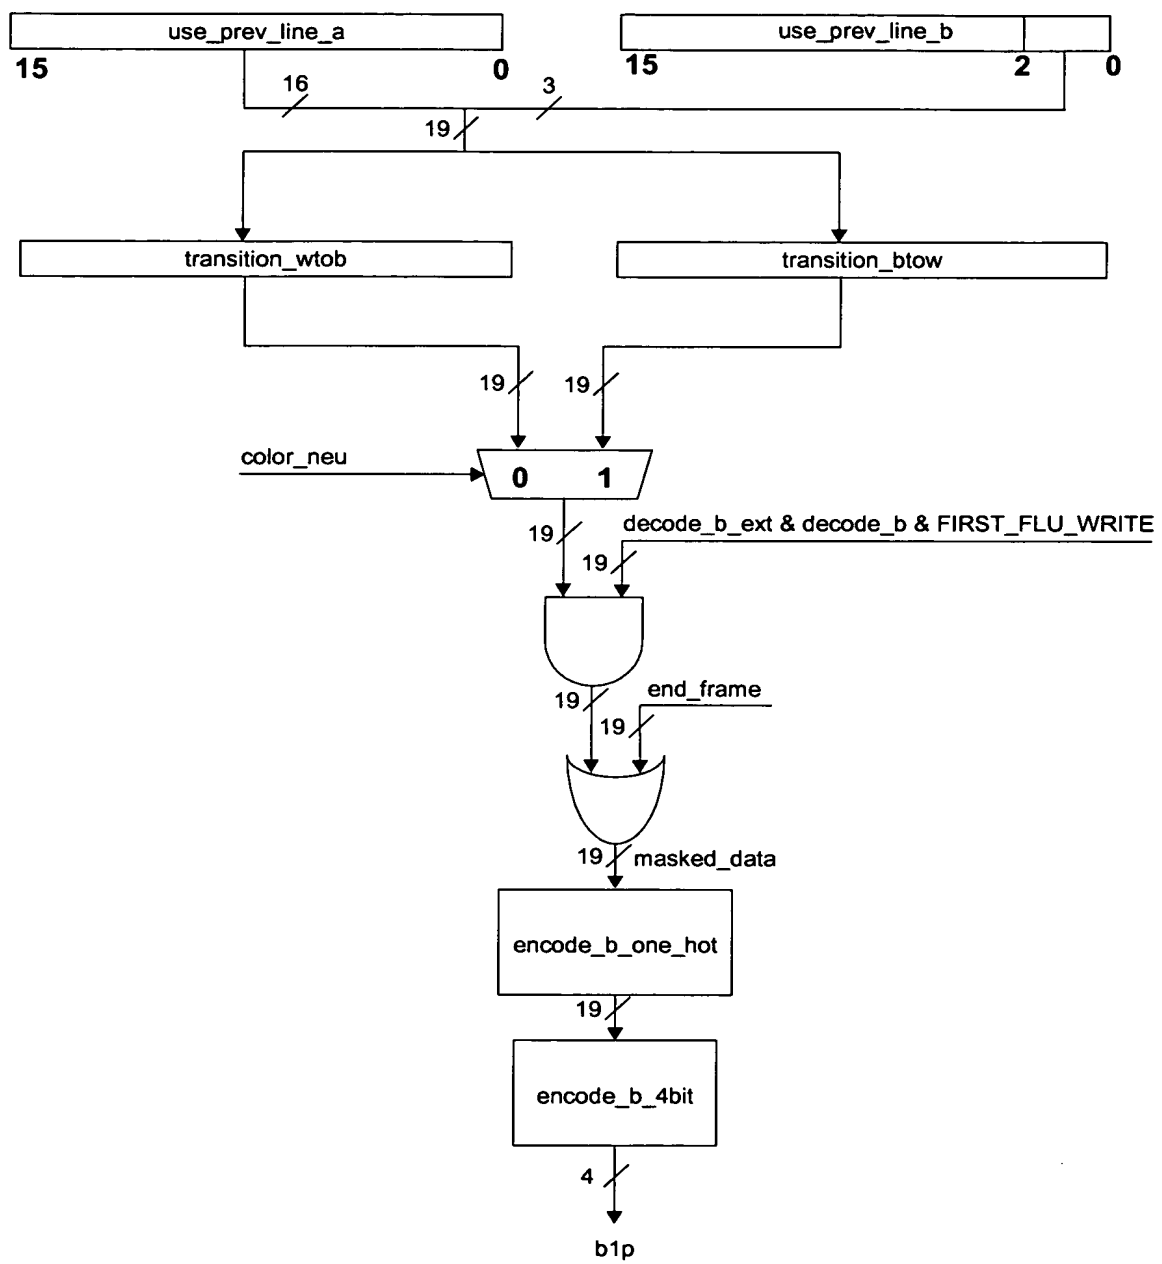 use_prev_line_a
use_prev_line_b
15
0
15
2
0
16
3
19
transition_wtob
transition_btow
19
19
color_neu
0
1
19
decode_b_ext & decode_b & FIRST_FLU_WRITE
19
19
end_frame
19
19
masked_data
encode_b_one_hot
19
encode_b_4bit
4
b1p